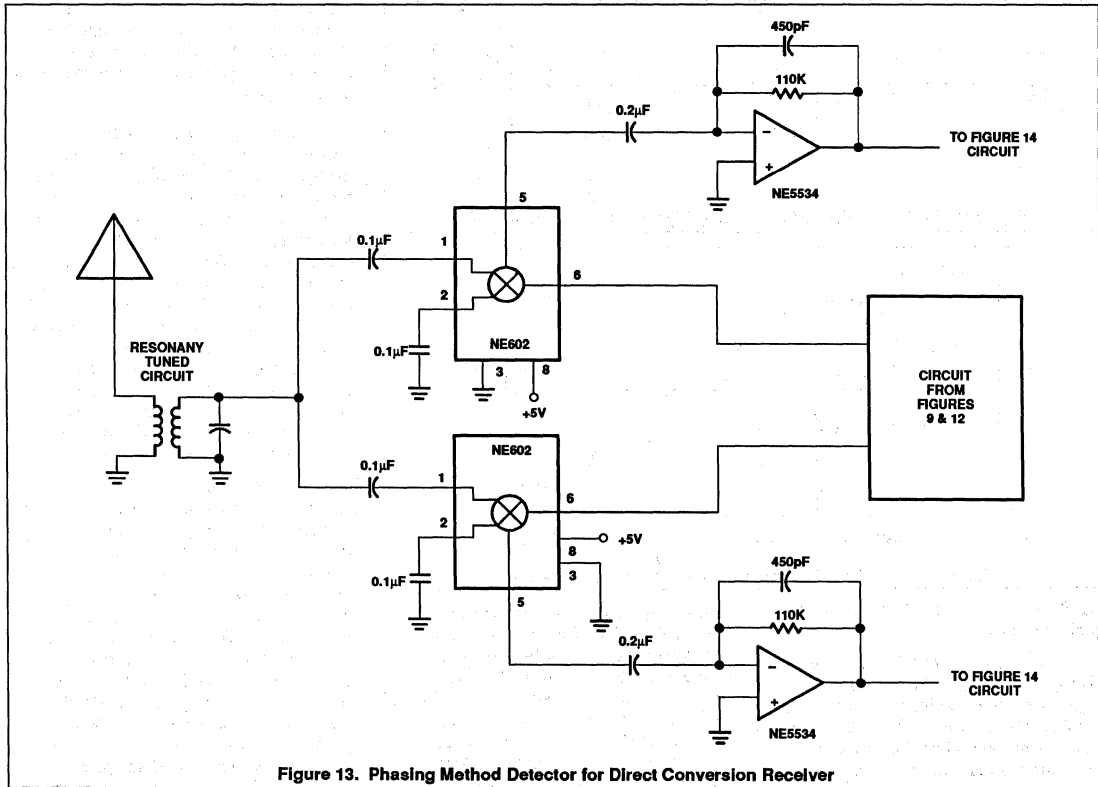 450pF
110K
0.2µF
−
+
NE5534
TO FIGURE 14
CIRCUIT
5
0.1µF
1
2
6
0.1µF
NE602
3
8
+5V
RESONANY
TUNED
CIRCUIT
CIRCUIT
FROM
FIGURES
9 & 12
NE602
0.1µF
1
2
6
+5V
8
3
0.1µF
5
450pF
110K
0.2µF
−
+
NE5534
TO FIGURE 14
CIRCUIT
Figure 13. Phasing Method Detector for Direct Conversion Receiver